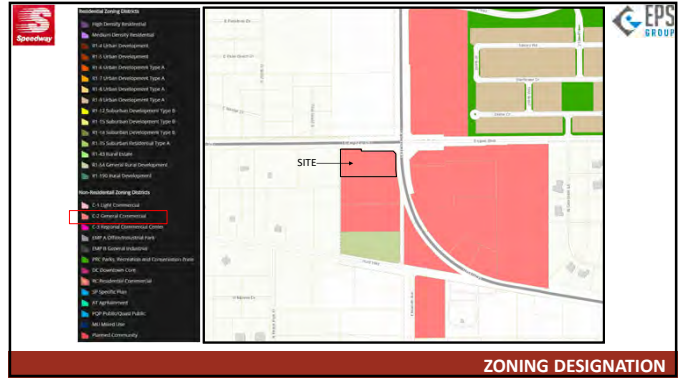 Speedway
Residential Zoning Districts
High Density Residential
Medium Density Residential
R1-4 Urban Development
R1-5 Urban Development
R1-6 Urban Development Type A
R1-7 Urban Development Type A
R1-8 Urban Development Type A
R1-9 Urban Development Type A
R1-12 Suburban Development Type B
R1-15 Suburban Development Type B
R1-18 Suburban Development Type B
R1-35 Suburban Residential Type A
R1-43 Rural Estate
R1-54 General Rural Development
R1-190 Rural Development
Non-Residential Zoning Districts
C-1 Light Commercial
C-2 General Commercial
C-3 Regional Commercial Center
EMP A Office/Industrial Park
EMP B General Industrial
PRC Parks, Recreation and Conservation Zone
DC Downtown Core
RC Residential Commercial
SP Specific Plan
AT Agritainment
PQP Public/Quasi Public
MU Mixed Use
Planned Community
SITE
EPS
GROUP
ZONING DESIGNATION